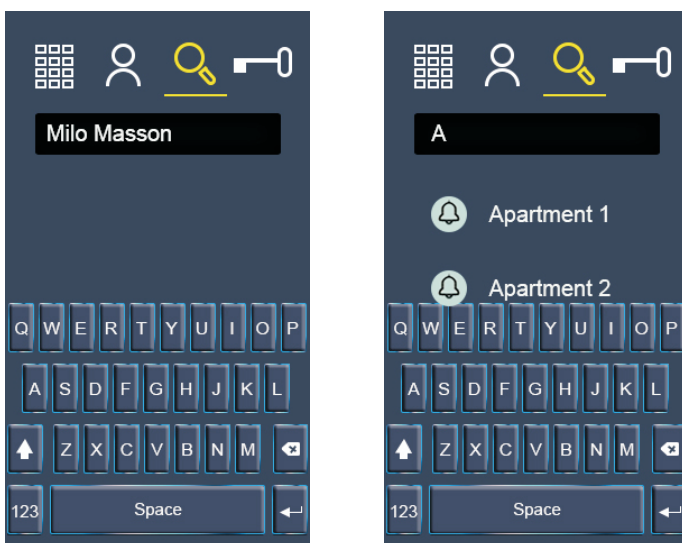 Milo Masson
Q W E R T Y U I O P
A S D F G H J K L
Z X C V B N M
123 Space
A
Apartment 1
Apartment 2
Q W E R T Y U I O P
A S D F G H J K L
Z X C V B N M
123 Space